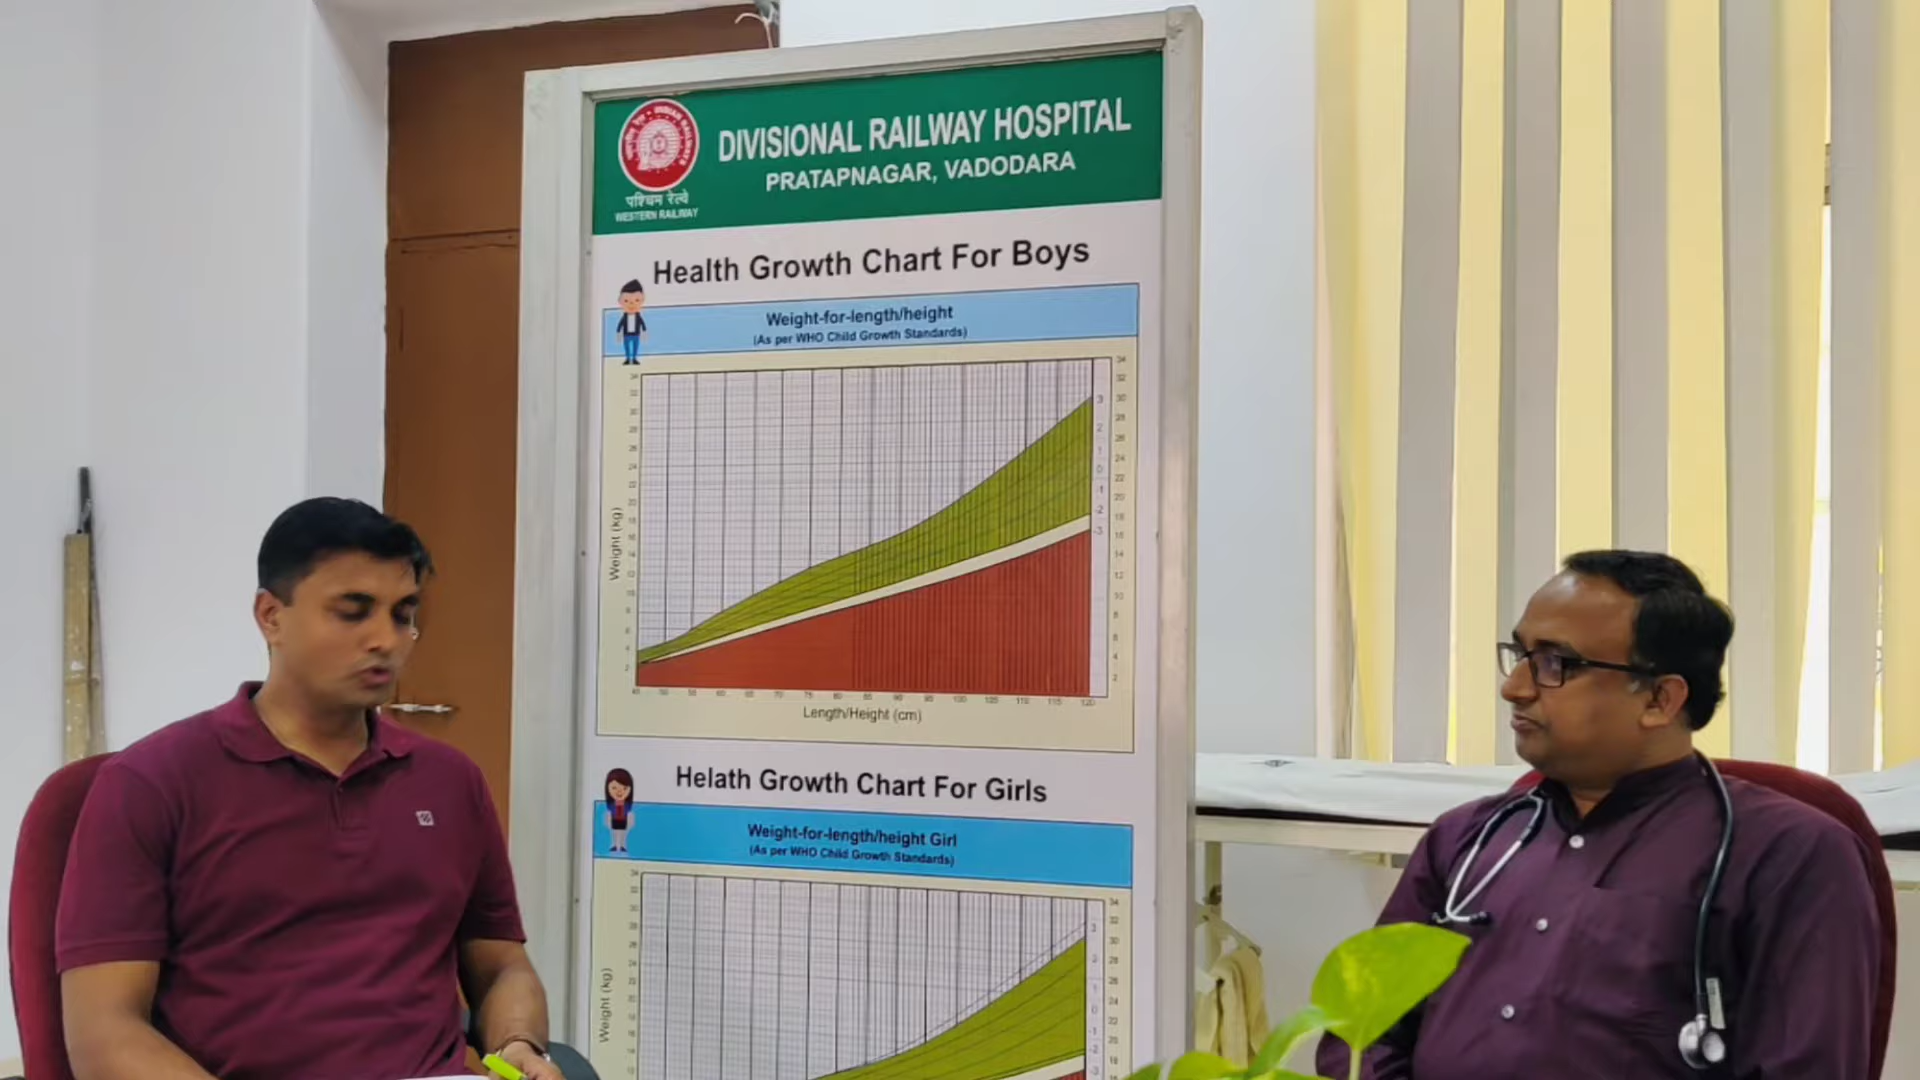 DIVISIONAL RAILWAY HOSPITAL
PRATAPNAGAR, VADODARA
पश्चिम रेल्वे
WESTERN RAILWAY
Health Growth Chart For Boys
Weight-for-length/height
(As per WHO Child Growth Standards)
Weight (kg)
Length/Height (cm)
Helath Growth Chart For Girls
Weight-for-length/height Girl
(As per WHO Child Growth Standards)
Weight (kg)